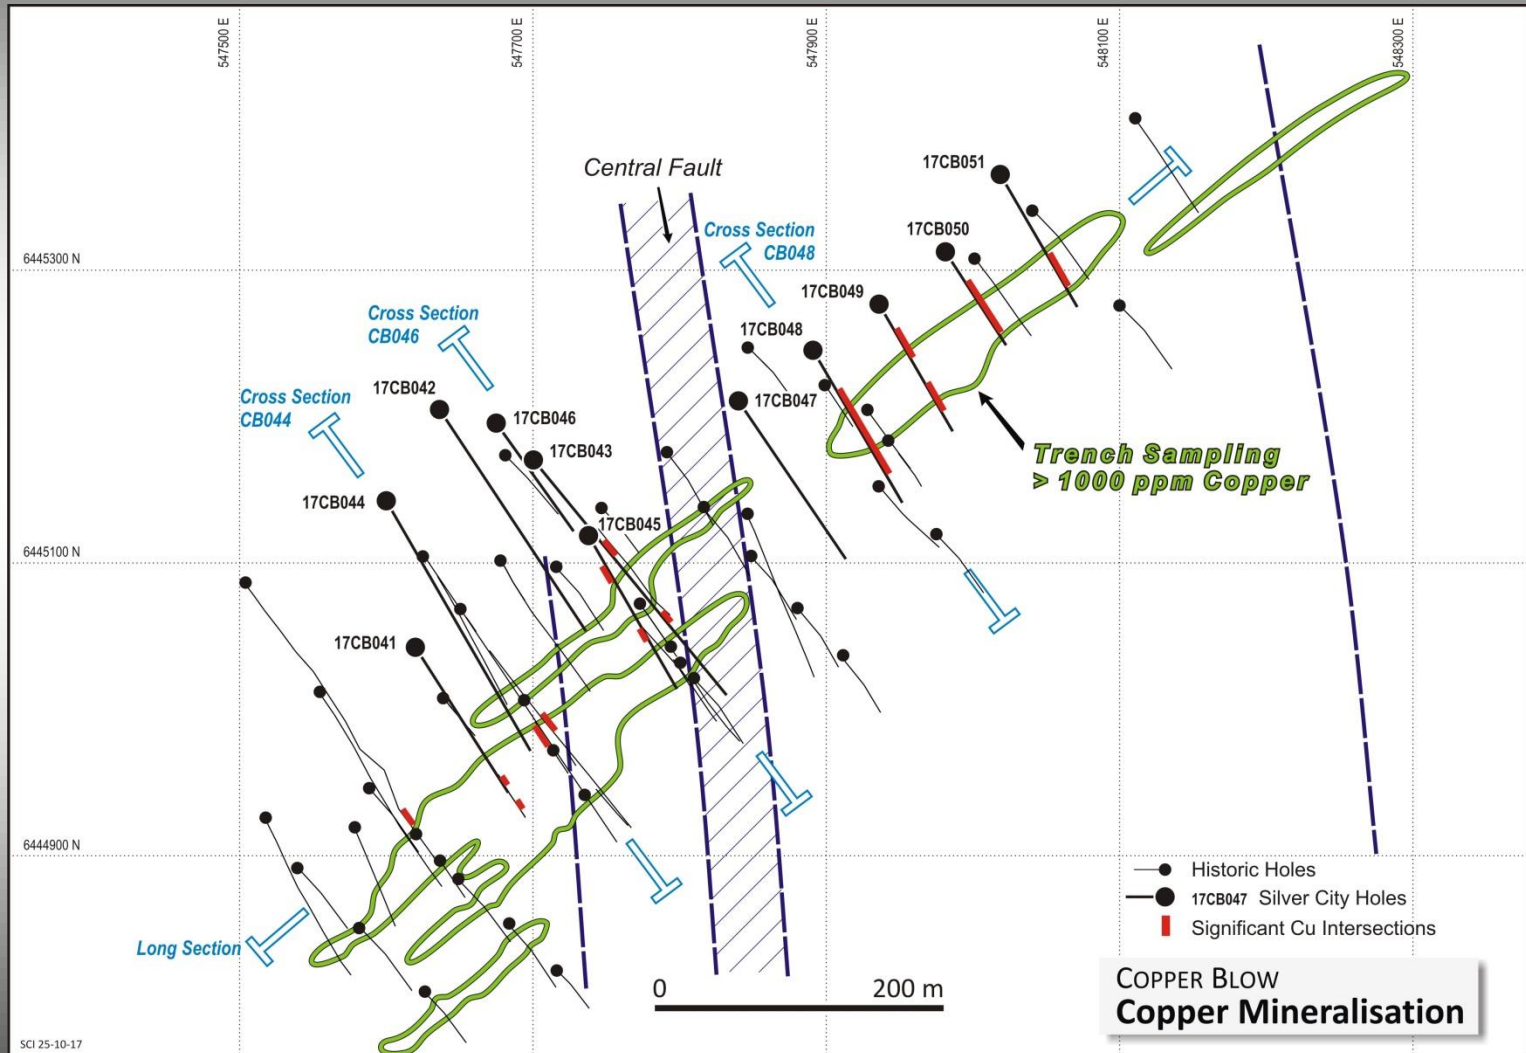 547500 E
547700 E
547900 E
548100 E
548300 E
Central Fault
17CB051
Cross Section
CB048
17CB050
6445300 N
17CB049
Cross Section
CB046
17CB048
17CB042
17CB047
Cross Section
CB044
17CB046
17CB043
Trench Sampling
> 1000 ppm Copper
17CB044
17CB045
6445100 N
17CB041
6444900 N
Historic Holes
17CB047 Silver City Holes
Significant Cu Intersections
Long Section
0 200 m
COPPER BLOW
Copper Mineralisation
SCI 25-10-17